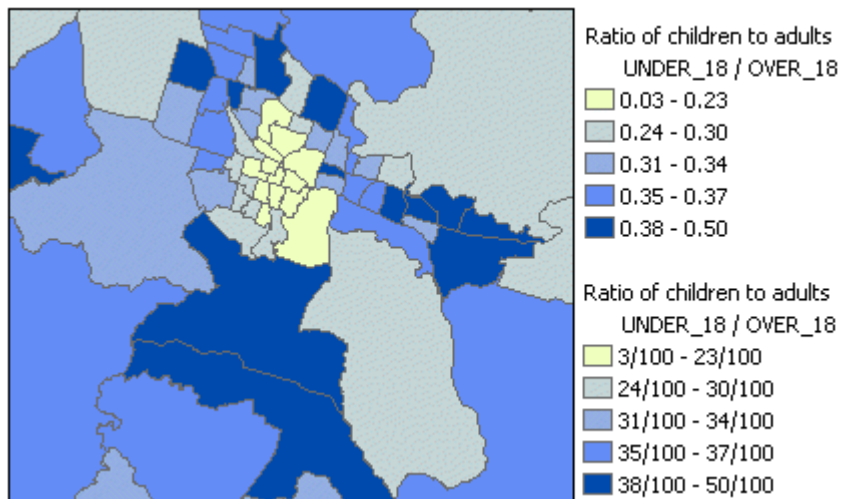 Ratio of children to adults
UNDER_18 / OVER_18
0.03 - 0.23
0.24 - 0.30
0.31 - 0.34
0.35 - 0.37
0.38 - 0.50
Ratio of children to adults
UNDER_18 / OVER_18
3/100 - 23/100
24/100 - 30/100
31/100 - 34/100
35/100 - 37/100
38/100 - 50/100